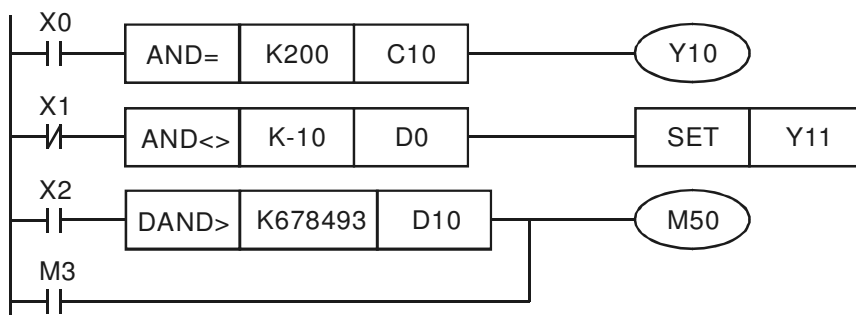 X0
AND= K200 C10 Y10
X1
AND<> K-10 D0 SET Y11
X2
DAND> K678493 D10 M50
M3